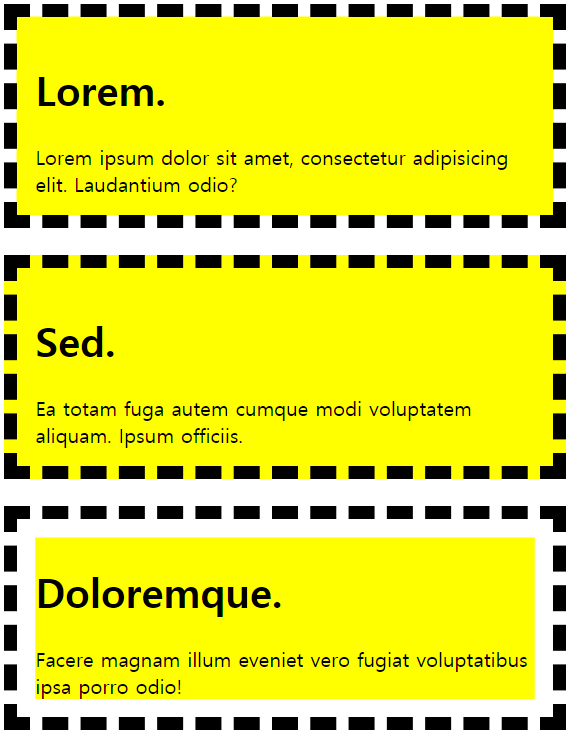 Lorem.
Lorem ipsum dolor sit amet, consectetur adipisicing
elit. Laudantium odio?
Sed.
Ea totam fuga autem cumque modi voluptatem
aliquam. Ipsum officiis.
Doloremque.
Facere magnam illum eveniet vero fugiat voluptatibus
ipsa porro odio!